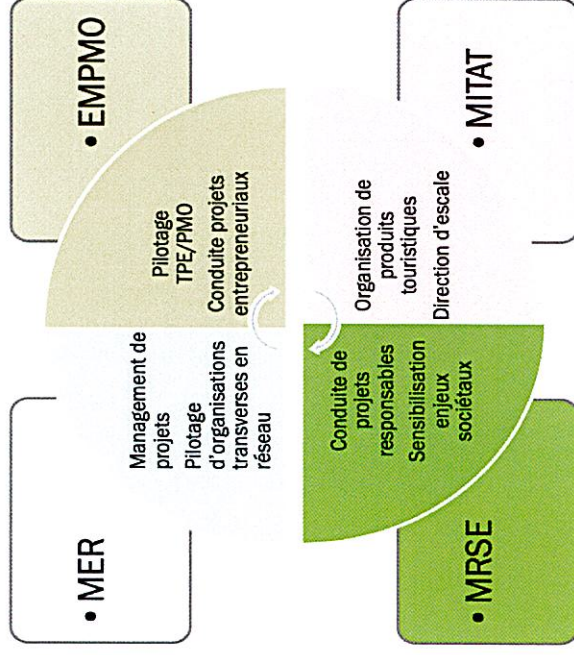 • MER
Management de
projets
Pilotage
d'organisations
transverses en
réseau
• EMPMO
Pilotage
TPE/PMO
Conduite projets
entrepreneuriaux
• MRSE
Conduite de
projets
responsables
Sensibilisation
enjeux
sociétaux
• MITAT
Organisation de
produits
touristiques
Direction d'escale